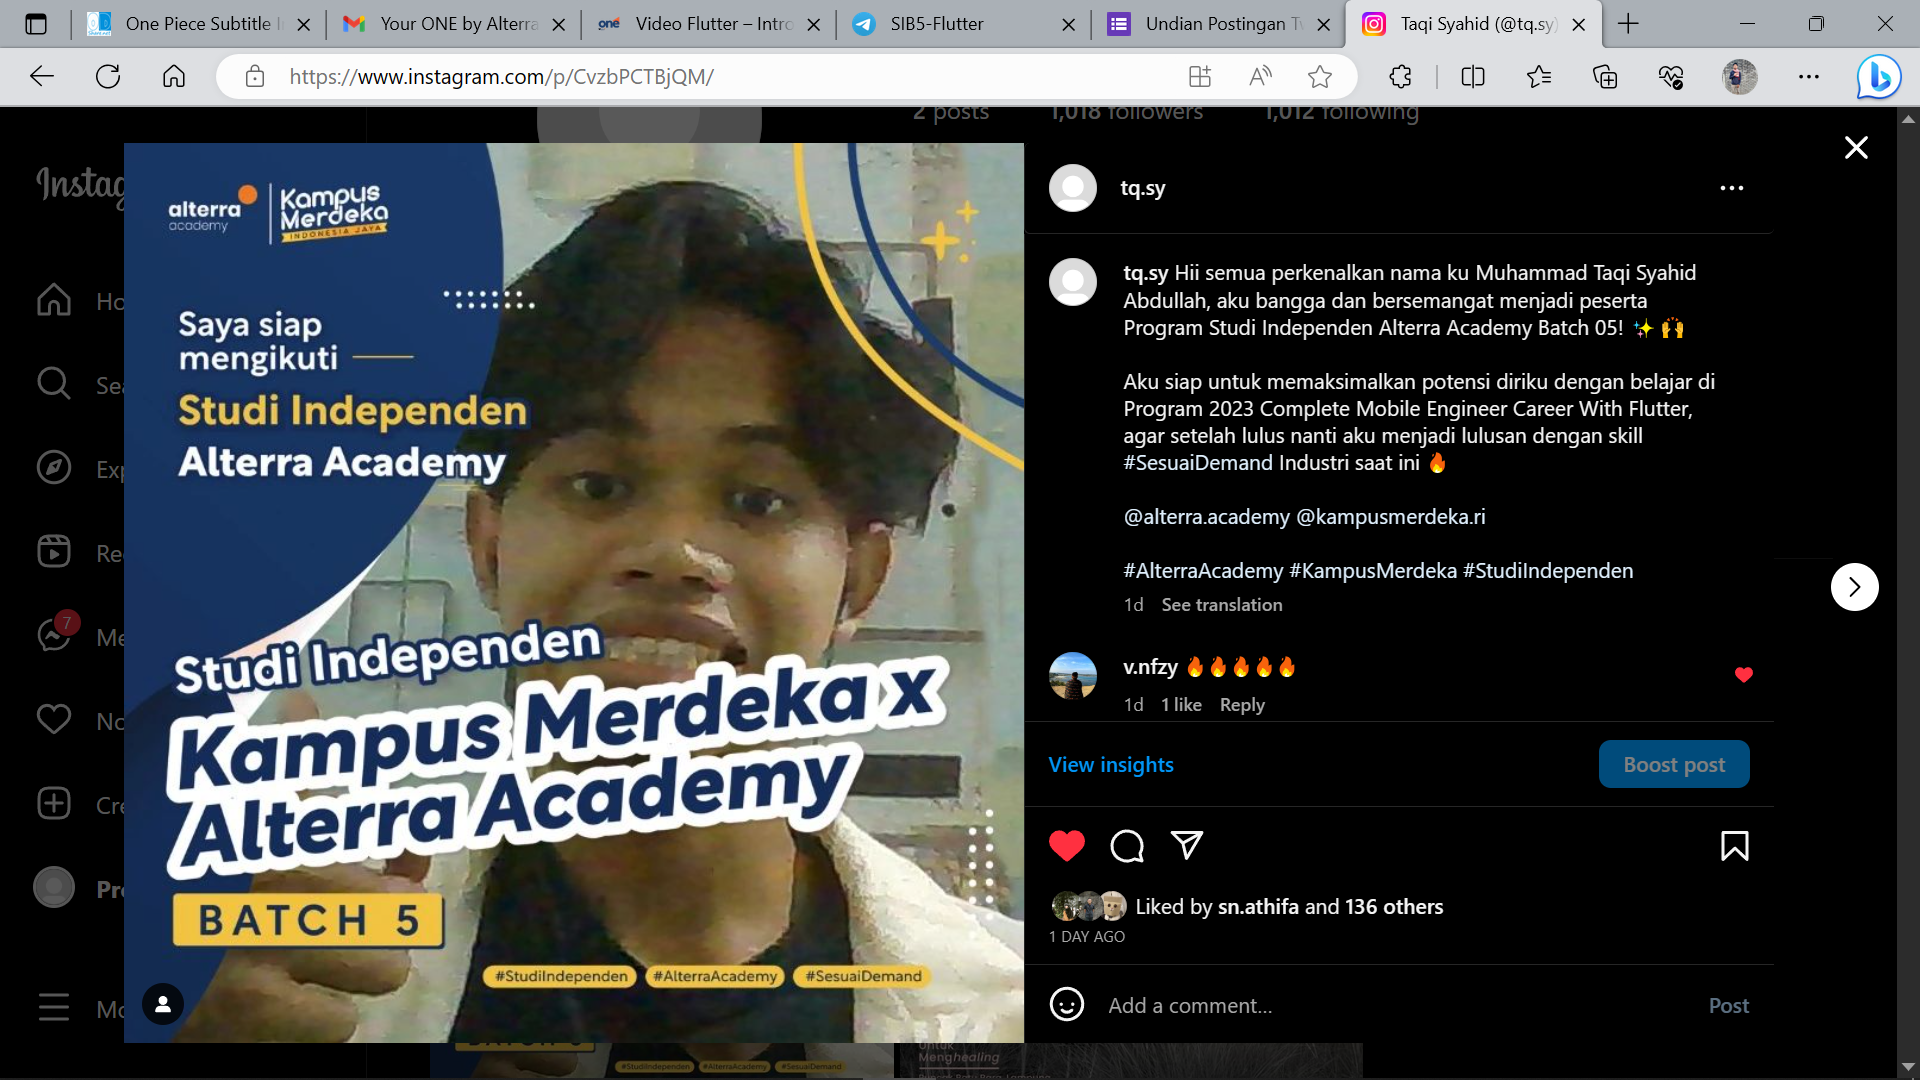 One Piece Subtitle I
Your ONE by Alterra
Video Flutter – Intro
SIB5-Flutter
Undian Postingan Tw
Taqi Syahid (@tq.sy)
https://www.instagram.com/p/CvzbPCTBjQM/
2 posts 1,018 followers 1,012 following
Instag
Ho
Sea
Exp
Re
7
Me
No
Cre
Pro
Mo
alterra
academy
Kampus
Merdeka
INDONESIA JAYA
Saya siap
mengikuti
Studi Independen
Alterra Academy
Studi Independen
Kampus Merdeka x
Alterra Academy
BATCH 5
#StudiIndependen #AlterraAcademy #SesuaiDemand
tq.sy
tq.sy Hii semua perkenalkan nama ku Muhammad Taqi Syahid
Abdullah, aku bangga dan bersemangat menjadi peserta
Program Studi Independen Alterra Academy Batch 05! ✨ 🙌
Aku siap untuk memaksimalkan potensi diriku dengan belajar di
Program 2023 Complete Mobile Engineer Career With Flutter,
agar setelah lulus nanti aku menjadi lulusan dengan skill
#SesuaiDemand Industri saat ini 🔥
@alterra.academy @kampusmerdeka.ri
#AlterraAcademy #KampusMerdeka #StudiIndependen
1d See translation
v.nfzy 🔥🔥🔥🔥🔥
1d 1 like Reply
View insights
Boost post
Liked by sn.athifa and 136 others
1 DAY AGO
Add a comment...
Post
BATCH 5
#StudiIndependen #AlterraAcademy #SesuaiDemand
Untuk
Menghealing